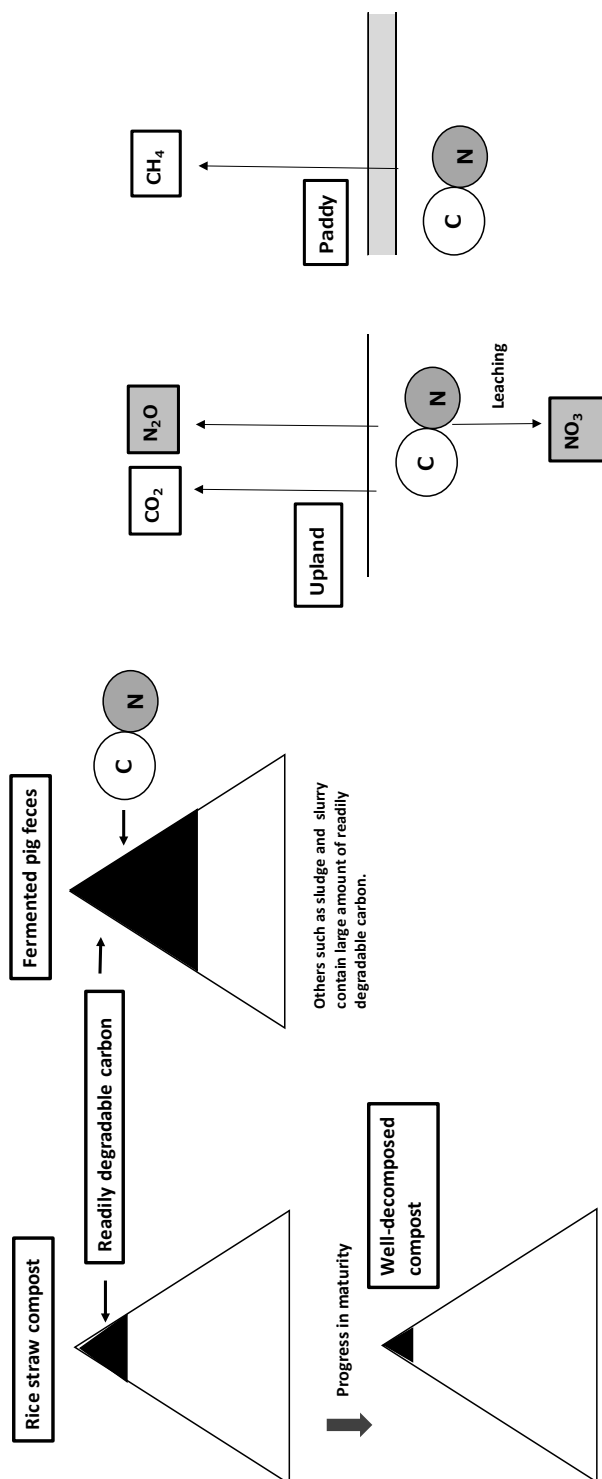 Rice straw compost
Readily degradable carbon
Fermented pig feces
C
N
Others such as sludge and slurry
contain large amount of readily
degradable carbon.
Progress in maturity
Well-decomposed
compost
Upland
CO₂
N₂O
C
N
Leaching
NO₃
Paddy
CH₄
C
N